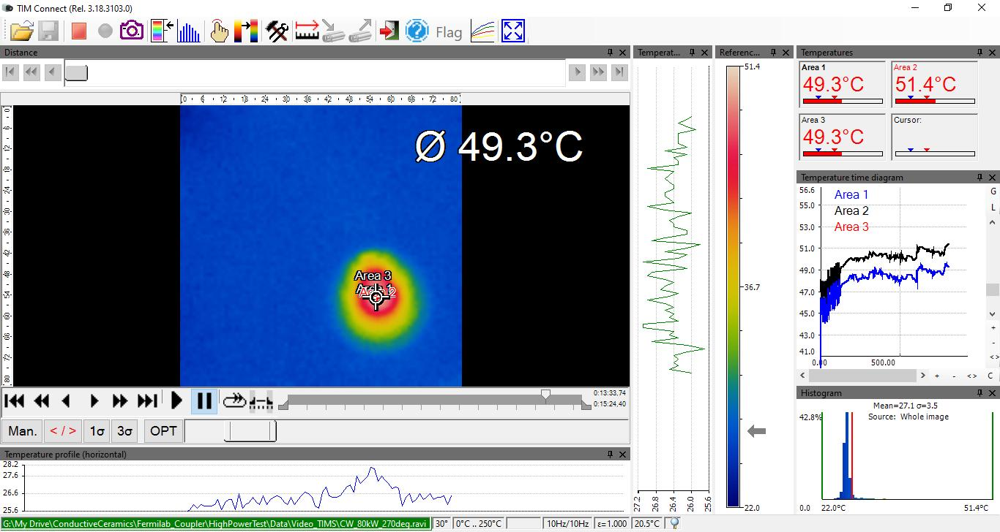 TIM Connect (Rel. 3.18.3103.0)
Flag
Distance
Temperat...
Referenc...
Temperatures
0 6 12 18 24 30 36 42 48 54 60 66 72 80
0 6 12 18 24 30 36 42 48 54 60 66 72 80
Ø 49.3°C
Area 3
Area 1
Area 2
27.2 26.8 26.4 26.0 25.6
51.4
36.7
22.0
Area 1
49.3°C
Area 2
51.4°C
Area 3
49.3°C
Cursor:
Temperature time diagram
56.6
55.0
53.0
51.0
49.0
47.0
45.0
43.0
41.0
0.00 500.00
Area 1
Area 2
Area 3
G
L
+
-
<>
< > + - <> C
Histogram
Mean=27.1 σ=3.5
Source: Whole image
42.8%
0.0 22.0°C 51.4°C
0:13:33,74
0:15:24,40
Man. < / > 1σ 3σ OPT
Temperature profile (horizontal)
28.2
27.6
26.6
25.6
G:\My Drive\ConductiveCeramics\Fermilab_Coupler\HighPowerTest\Data\Video_TIMS\CW_80kW_270deg.ravi 30° 0°C .. 250°C 10Hz/10Hz ε=1.000 20.5°C